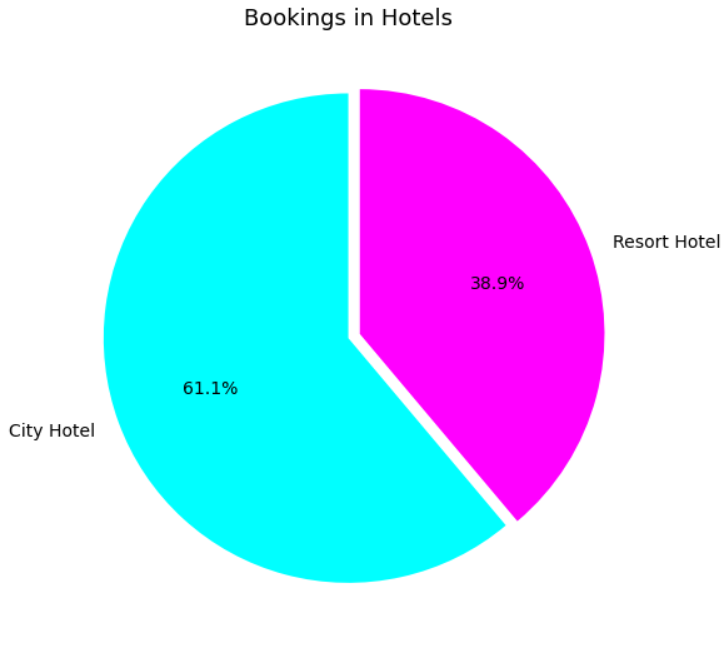 Bookings in Hotels
Resort Hotel
38.9%
61.1%
City Hotel